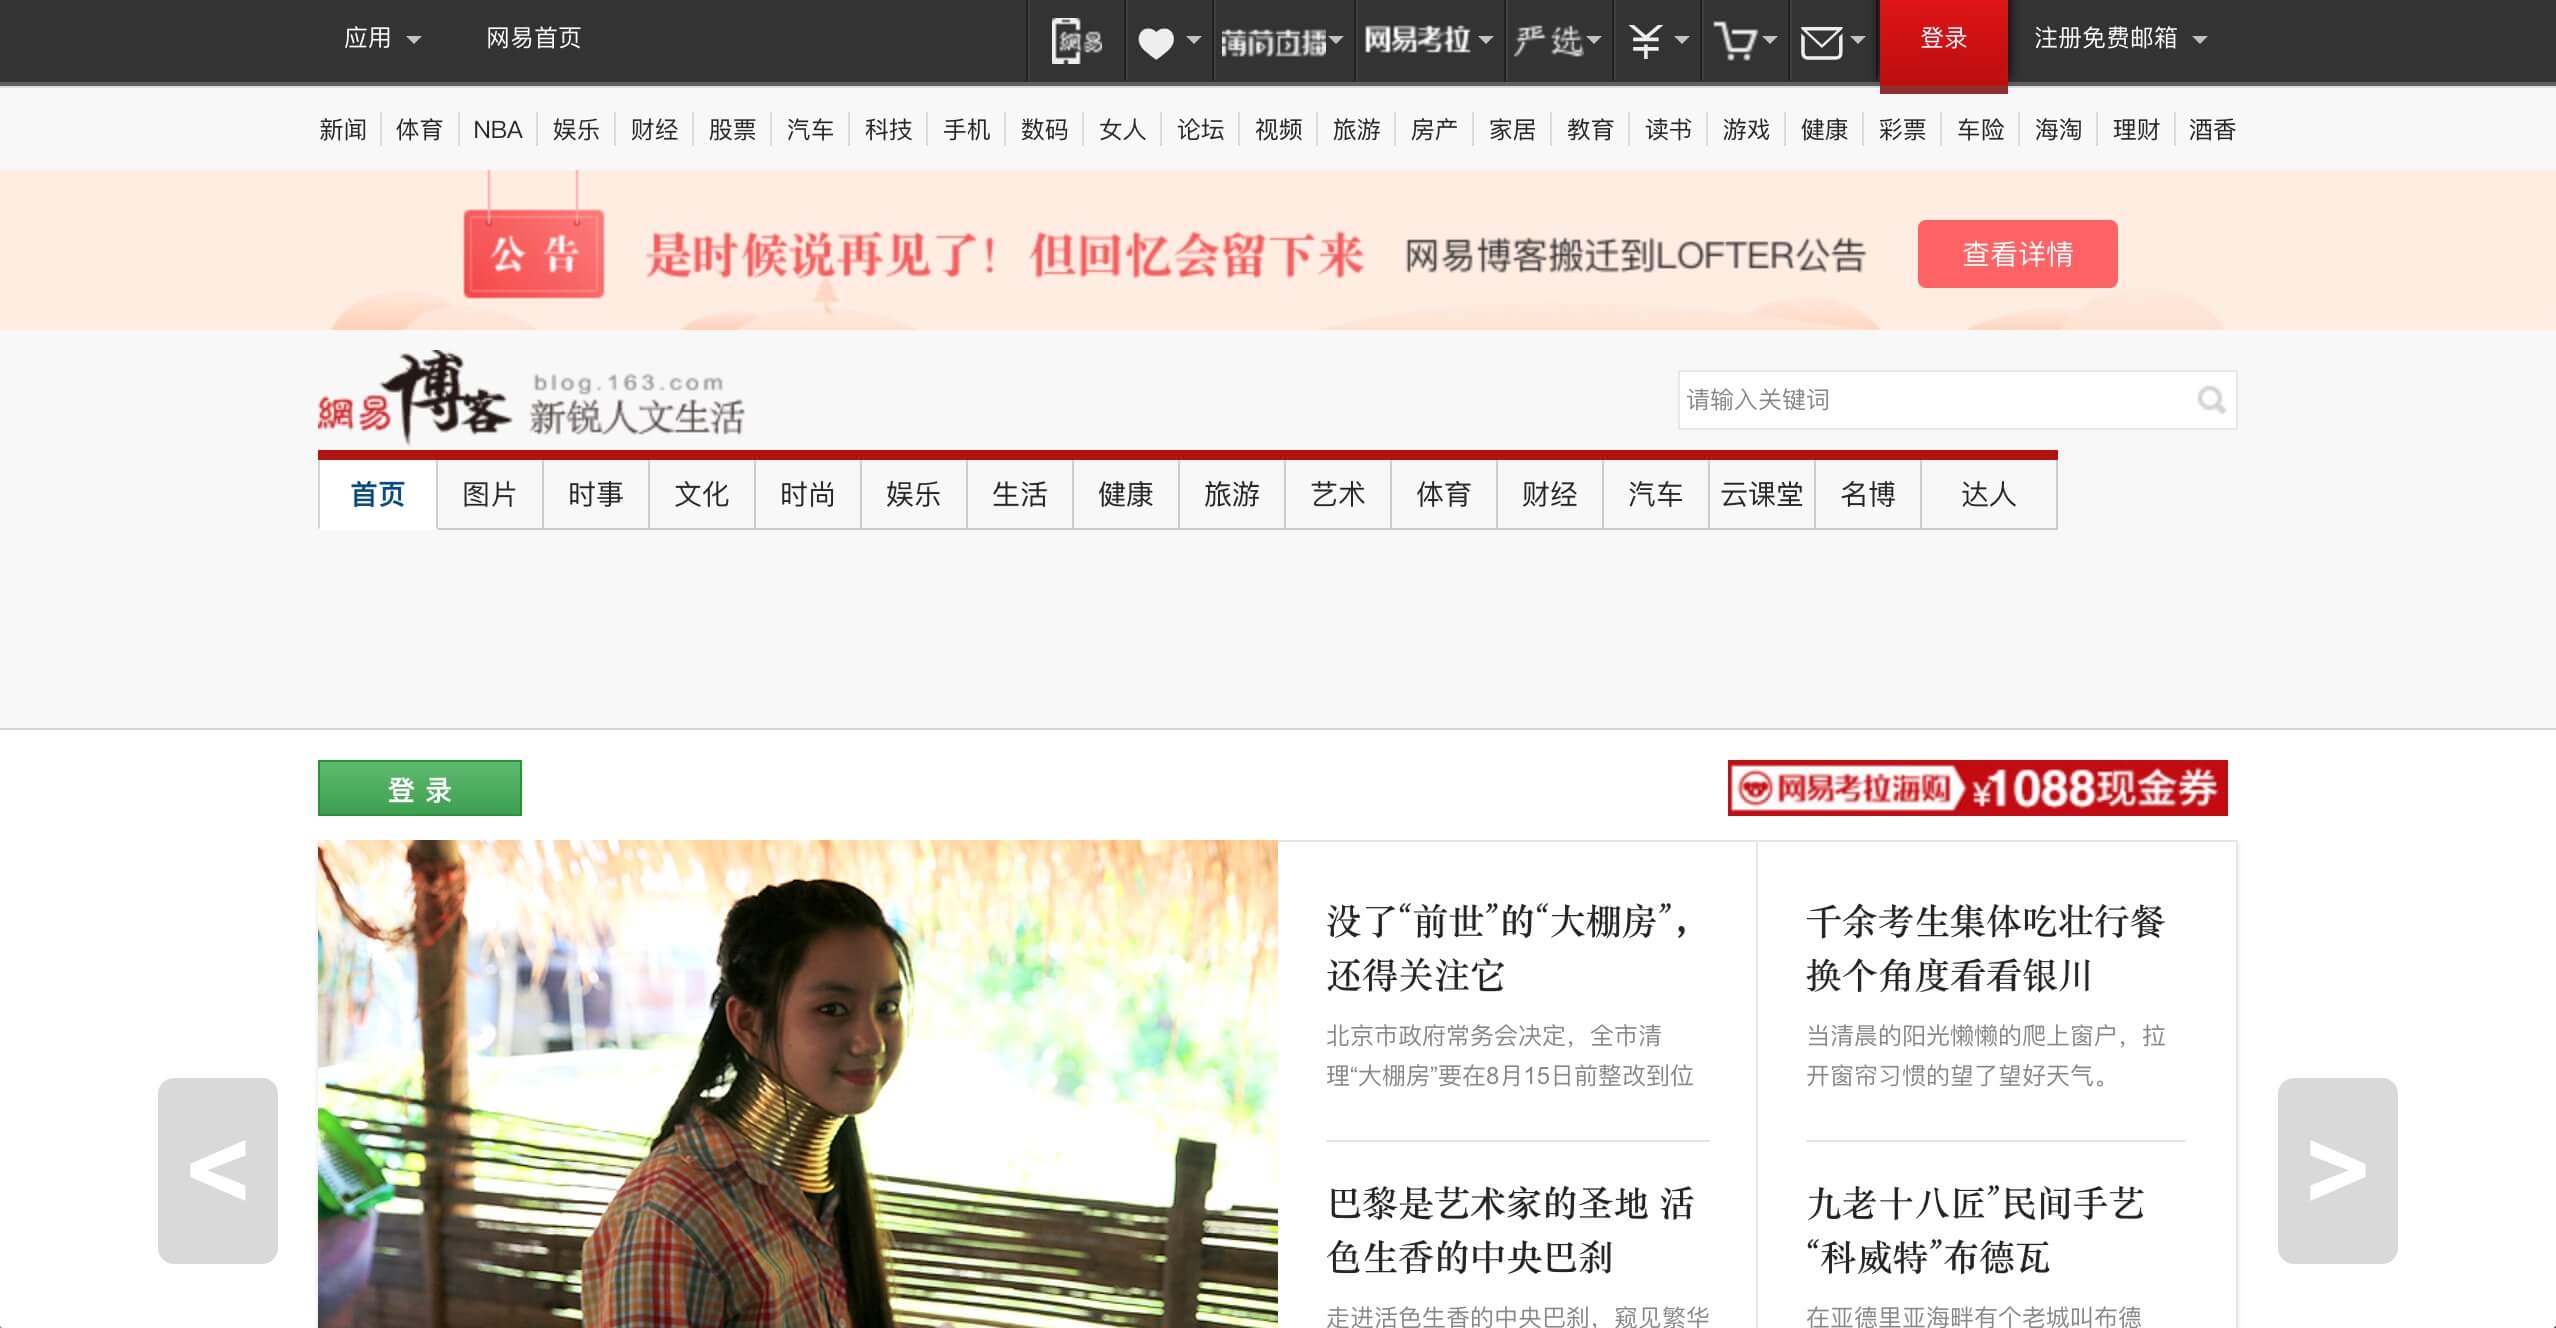 应用 网易首页 網易 薄荷直播 网易考拉 严选 登录 注册免费邮箱
新闻 体育 NBA 娱乐 财经 股票 汽车 科技 手机 数码 女人 论坛 视频 旅游 房产 家居 教育 读书 游戏 健康 彩票 车险 海淘 理财 酒香
公告 是时候说再见了！但回忆会留下来 网易博客搬迁到LOFTER公告 查看详情
網易博客 blog.163.com
新锐人文生活
请输入关键词
首页 图片 时事 文化 时尚 娱乐 生活 健康 旅游 艺术 体育 财经 汽车 云课堂 名博 达人
登 录
网易考拉海购 ¥1088现金券
没了“前世”的“大棚房”，
还得关注它
北京市政府常务会决定，全市清
理“大棚房”要在8月15日前整改到位
巴黎是艺术家的圣地 活
色生香的中央巴刹
走进活色生香的中央巴刹，窥见繁华
千余考生集体吃壮行餐
换个角度看看银川
当清晨的阳光懒懒的爬上窗户，拉
开窗帘习惯的望了望好天气。
九老十八匠”民间手艺
“科威特”布德瓦
在亚德里亚海畔有个老城叫布德
< >